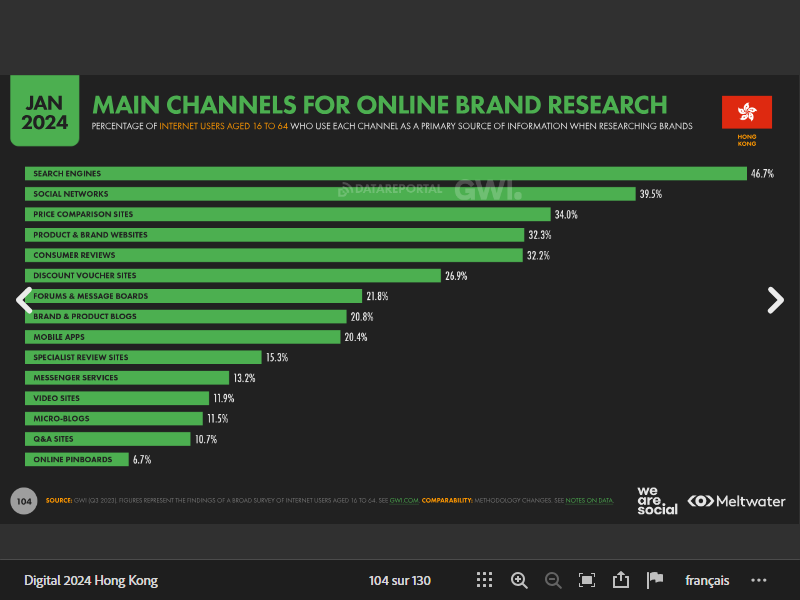 JAN
2024
MAIN CHANNELS FOR ONLINE BRAND RESEARCH
PERCENTAGE OF INTERNET USERS AGED 16 TO 64 WHO USE EACH CHANNEL AS A PRIMARY SOURCE OF INFORMATION WHEN RESEARCHING BRANDS
HONG
KONG
SEARCH ENGINES 46.7%
DATAREPORTAL GWI.
SOCIAL NETWORKS 39.5%
PRICE COMPARISON SITES 34.0%
PRODUCT & BRAND WEBSITES 32.3%
CONSUMER REVIEWS 32.2%
DISCOUNT VOUCHER SITES 26.9%
FORUMS & MESSAGE BOARDS 21.8%
BRAND & PRODUCT BLOGS 20.8%
MOBILE APPS 20.4%
SPECIALIST REVIEW SITES 15.3%
MESSENGER SERVICES 13.2%
VIDEO SITES 11.9%
MICRO-BLOGS 11.5%
Q&A SITES 10.7%
ONLINE PINBOARDS 6.7%
104 SOURCE: GWI (Q3 2023). FIGURES REPRESENT THE FINDINGS OF A BROAD SURVEY OF INTERNET USERS AGED 16 TO 64. SEE GWI.COM. COMPARABILITY: METHODOLOGY CHANGES. SEE NOTES ON DATA.
we
are
social
Meltwater
Digital 2024 Hong Kong 104 sur 130 français